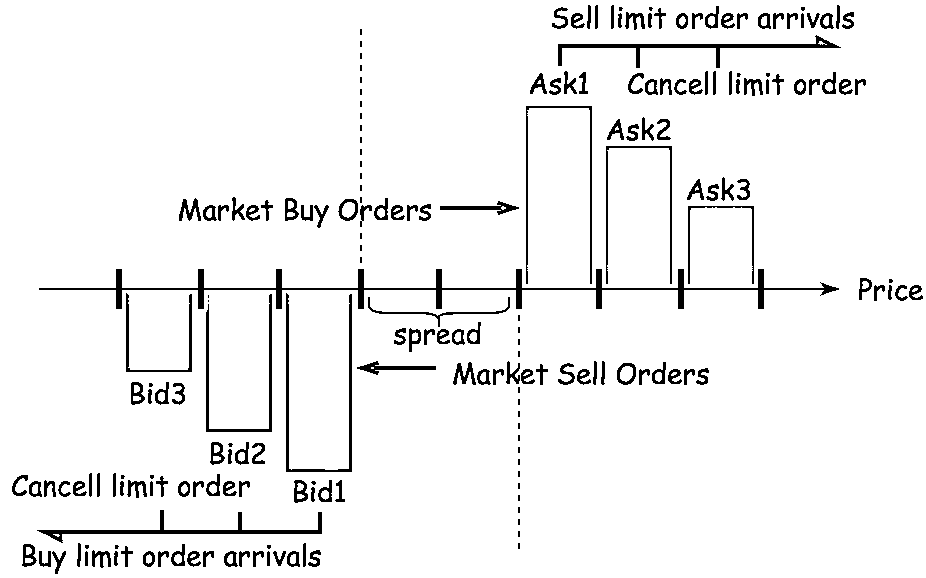 Sell limit order arrivals
Ask1
Cancell limit order
Ask2
Ask3
Market Buy Orders
Price
spread
Market Sell Orders
Bid3
Bid2
Cancell limit order
Bid1
Buy limit order arrivals